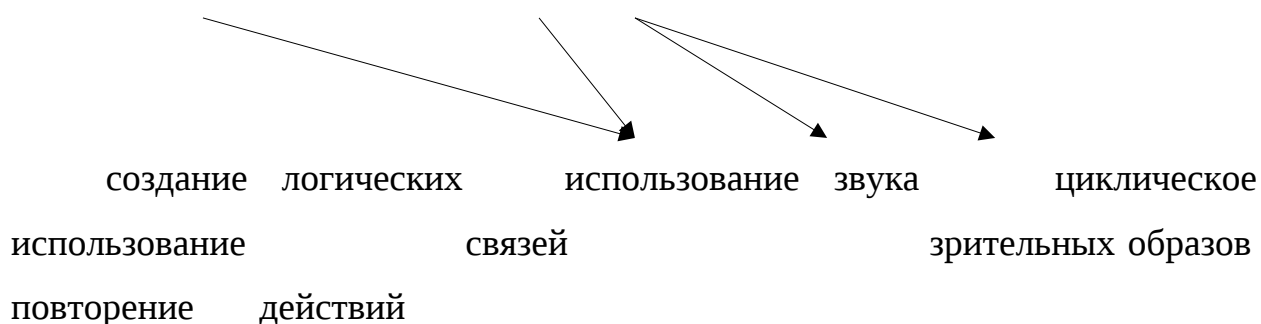 создание логических использование звука циклическое
использование связей зрительных образов
повторение действий